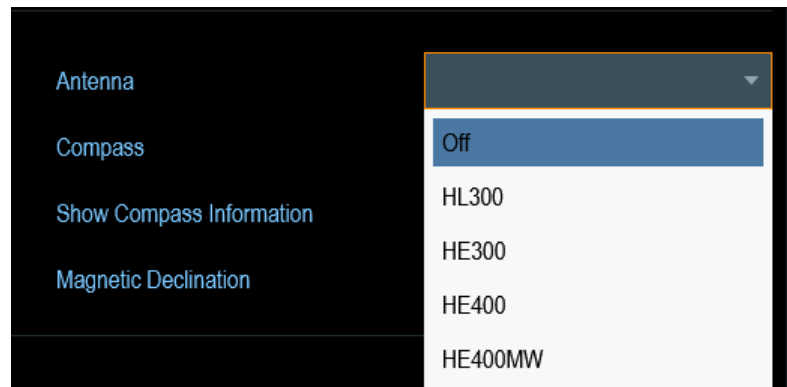 Antenna
Compass
Show Compass Information
Magnetic Declination
Off
HL300
HE300
HE400
HE400MW